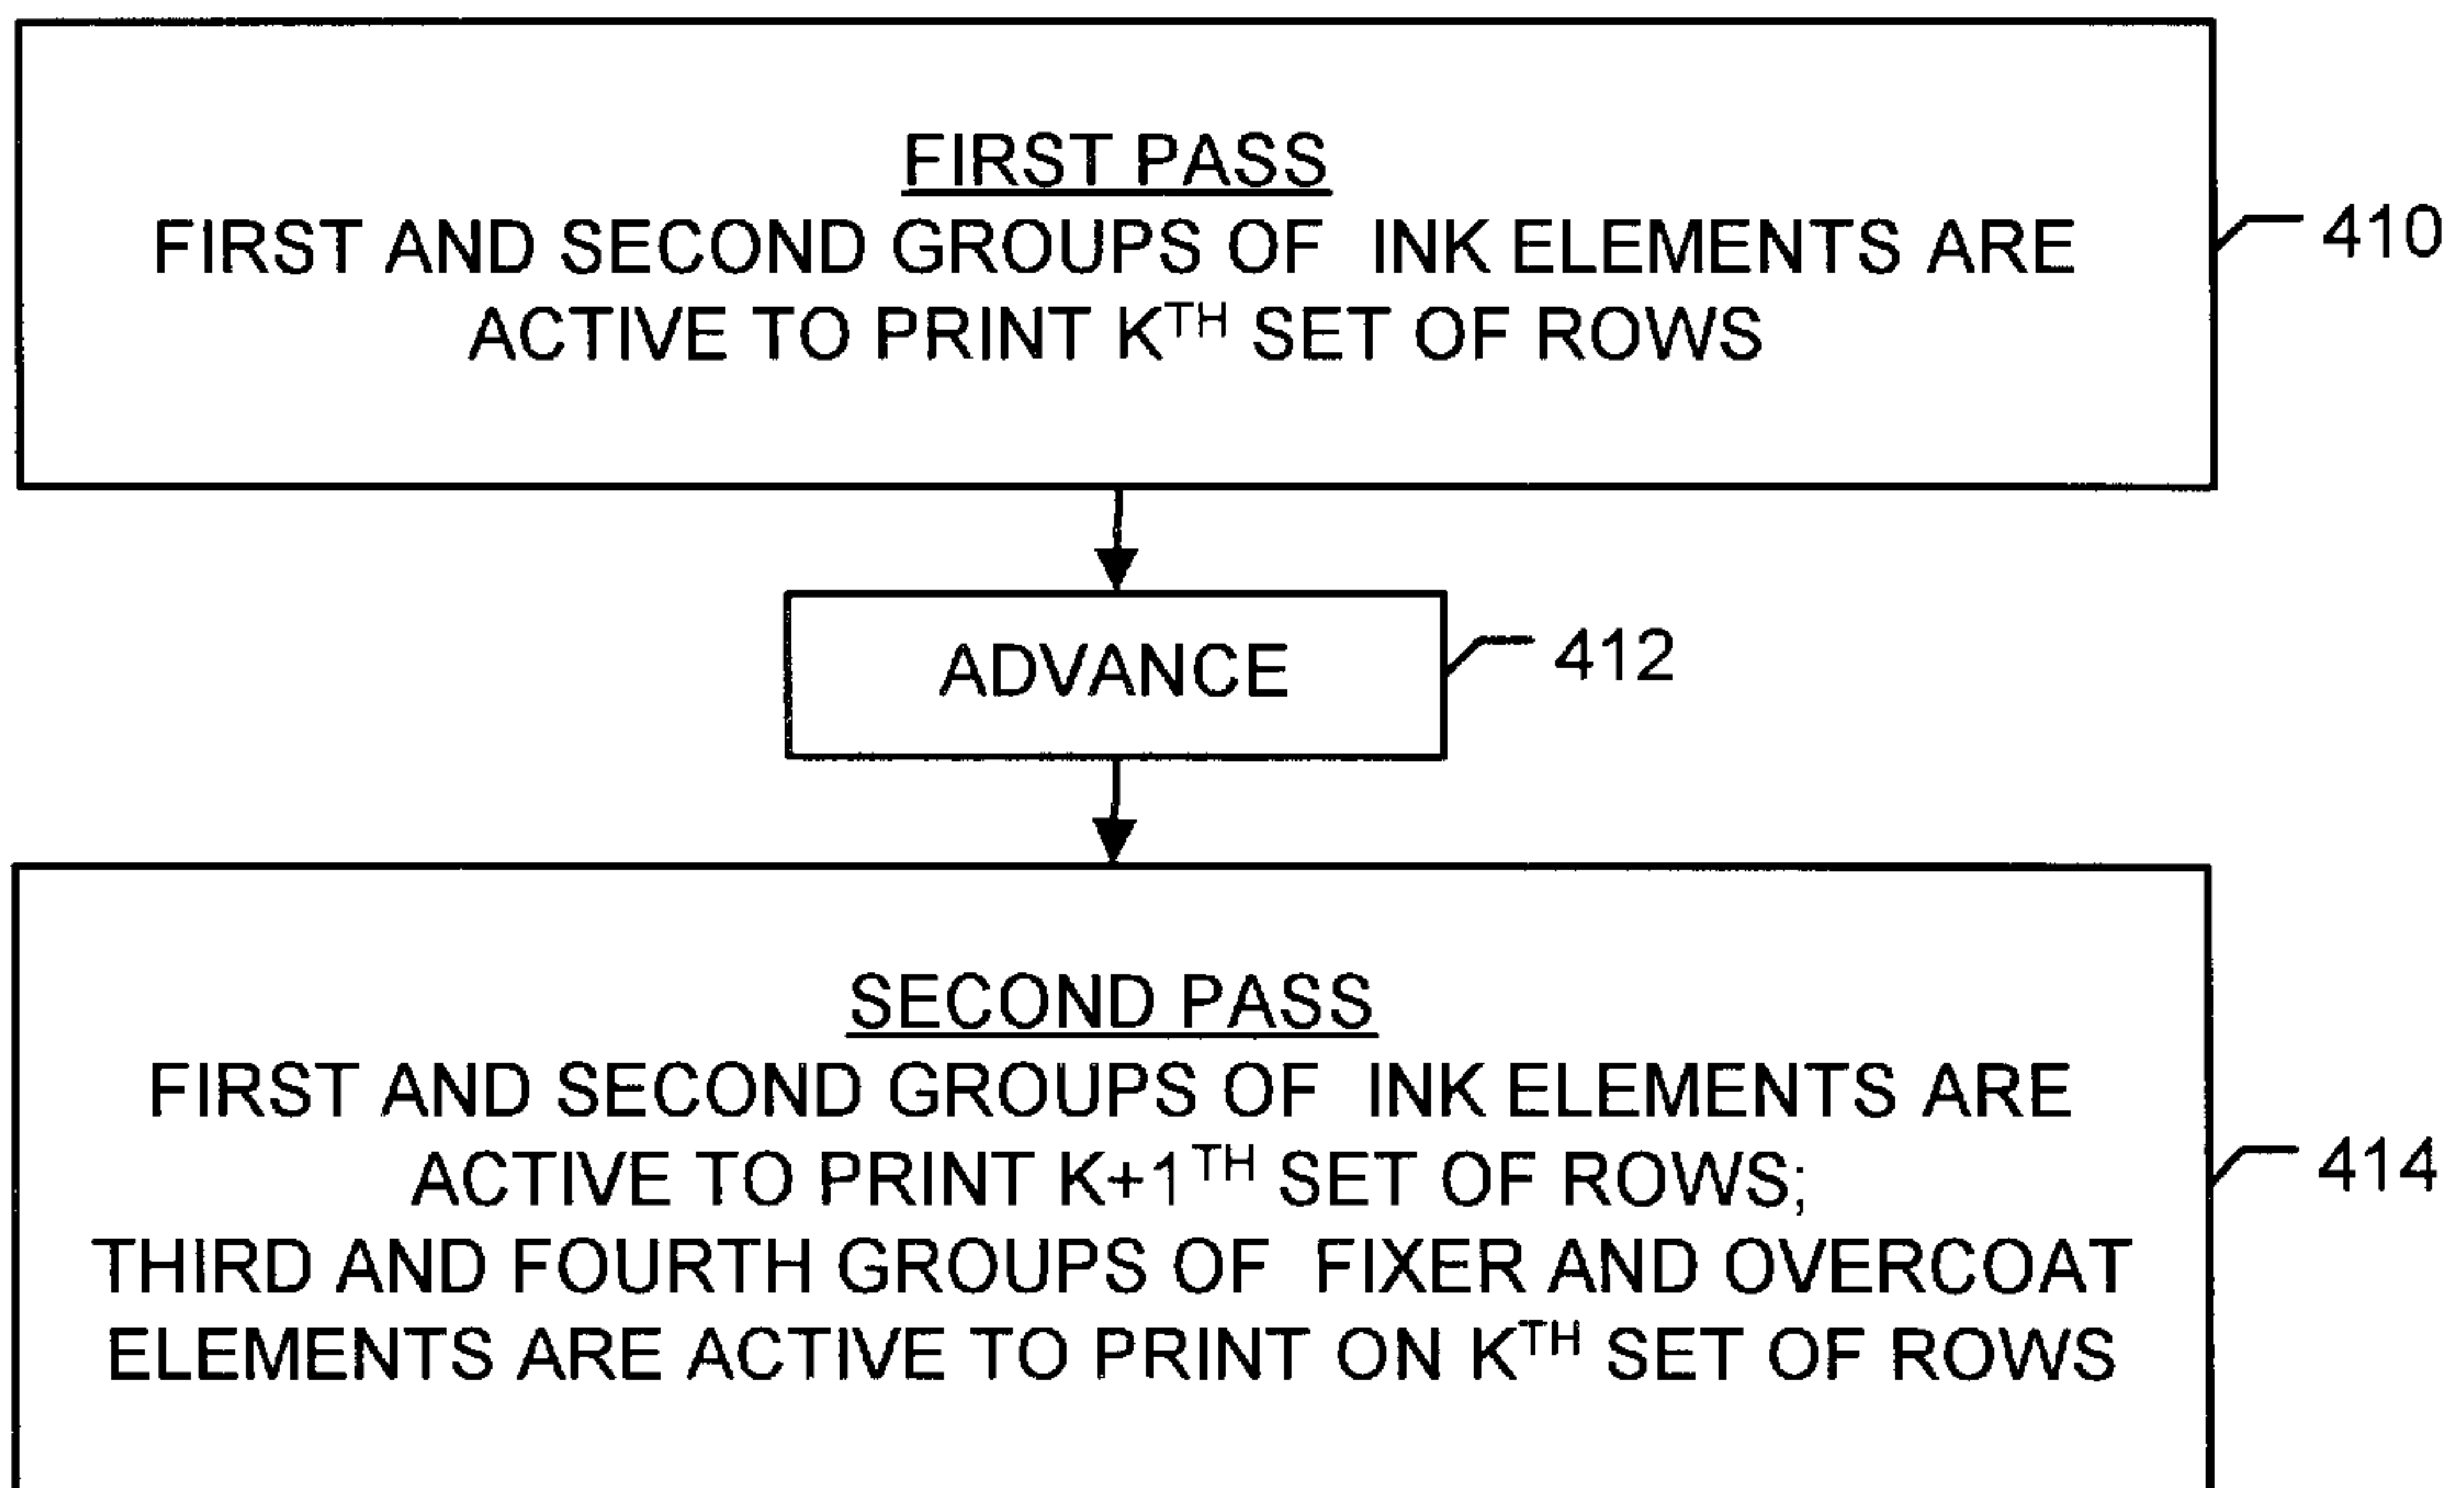 FIRST PASS
FIRST AND SECOND GROUPS OF INK ELEMENTS ARE
ACTIVE TO PRINT KTH SET OF ROWS
410
ADVANCE
412
SECOND PASS
FIRST AND SECOND GROUPS OF INK ELEMENTS ARE
ACTIVE TO PRINT K+1TH SET OF ROWS;
THIRD AND FOURTH GROUPS OF FIXER AND OVERCOAT
ELEMENTS ARE ACTIVE TO PRINT ON KTH SET OF ROWS
414